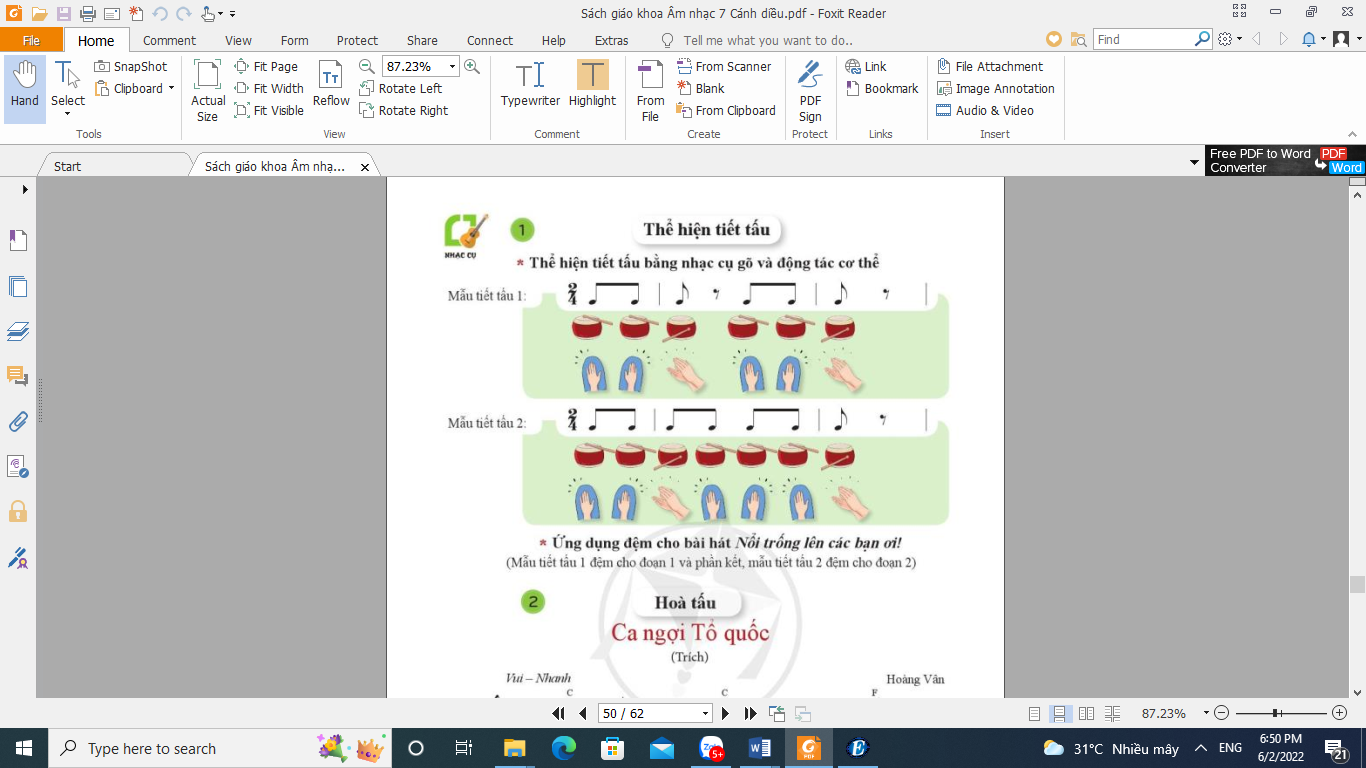 Sách giáo khoa Âm nhạc 7 Cánh diều.pdf - Foxit Reader
File Home Comment View Form Protect Share Connect Help Extras Tell me what you want to do.. Find
Hand
Select
SnapShot
Clipboard
Actual Size
Fit Page
Fit Width
Fit Visible
Reflow
87.23%
Rotate Left
Rotate Right
Typewriter
Highlight
From File
From Scanner
Blank
From Clipboard
PDF Sign
Link
Bookmark
File Attachment
Image Annotation
Audio & Video
Tools View Comment Create Protect Links Insert
Start
Sách giáo khoa Âm nhạ...
Free PDF to Word Converter
PDF
Word
NHẠC CỤ
1 Thể hiện tiết tấu
* Thể hiện tiết tấu bằng nhạc cụ gõ và động tác cơ thể
Mẫu tiết tấu 1: 2 4
Mẫu tiết tấu 2: 2 4
* Ứng dụng đệm cho bài hát Nổi trống lên các bạn ơi!
(Mẫu tiết tấu 1 đệm cho đoạn 1 và phần kết, mẫu tiết tấu 2 đệm cho đoạn 2)
2 Hoà tấu
Ca ngợi Tổ quốc
(Trích)
Vui – Nhanh Hoàng Vân
C C F
50 / 62 87.23%
Type here to search
Zalo
5+
31°C Nhiều mây
ENG
6:50 PM
6/2/2022
21